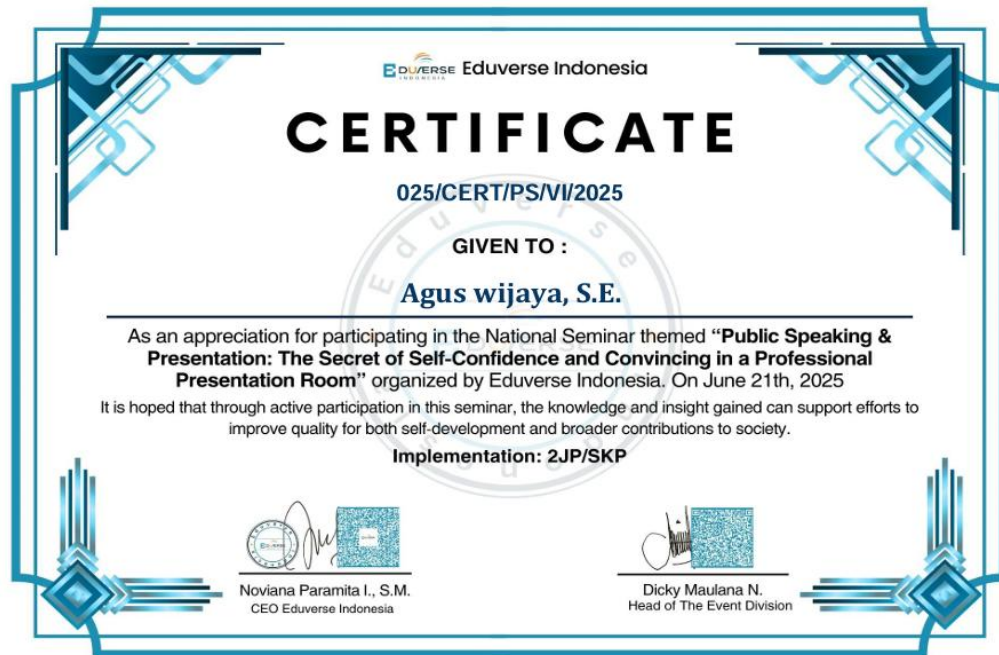 EDUVERSE INDONESIA Eduverse Indonesia
CERTIFICATE
025/CERT/PS/VI/2025
GIVEN TO :
Agus wijaya, S.E.
As an appreciation for participating in the National Seminar themed “Public Speaking &
Presentation: The Secret of Self-Confidence and Convincing in a Professional
Presentation Room” organized by Eduverse Indonesia. On June 21th, 2025
It is hoped that through active participation in this seminar, the knowledge and insight gained can support efforts to
improve quality for both self-development and broader contributions to society.
Implementation: 2JP/SKP
Noviana Paramita I., S.M.
CEO Eduverse Indonesia
Dicky Maulana N.
Head of The Event Division